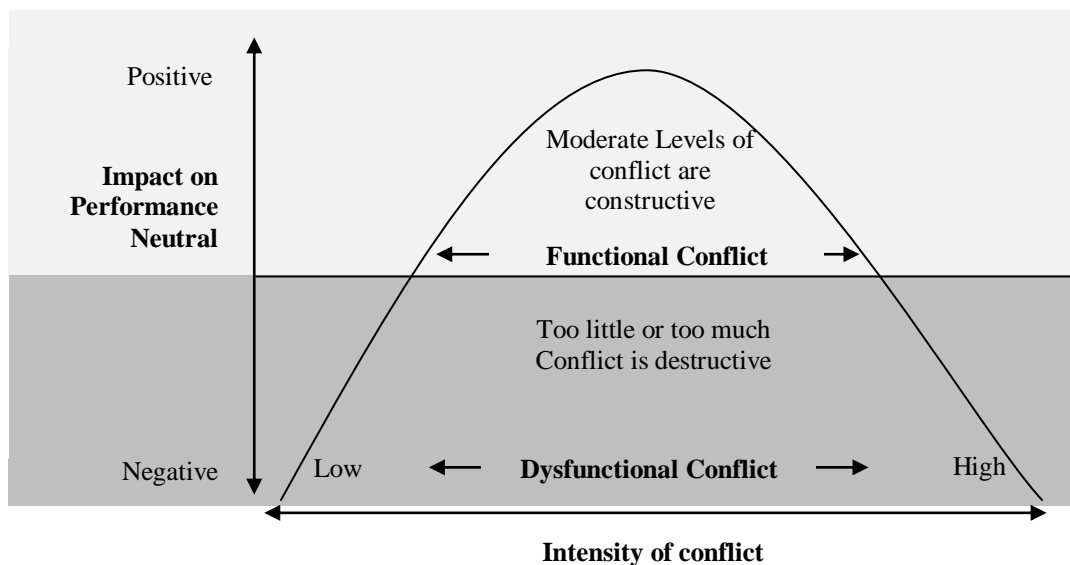 Positive
Impact on
Performance
Neutral
Moderate Levels of
conflict are
constructive
Functional Conflict
Too little or too much
Conflict is destructive
Negative
Low
Dysfunctional Conflict
High
Intensity of conflict